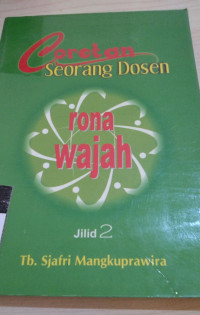 Coretan
Seorang Dosen
rona
wajah
Jilid 2
Tb. Sjafri Mangkuprawira